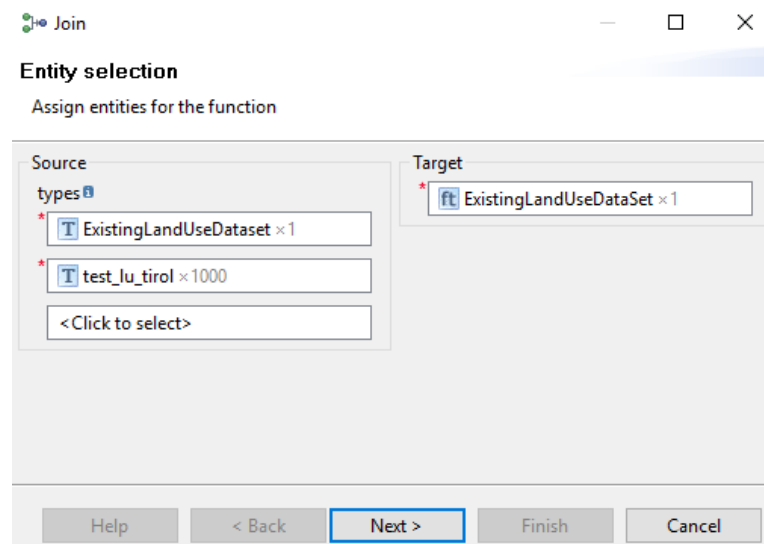 Join
Entity selection
Assign entities for the function
Source
types
* T ExistingLandUseDataset ×1
* T test_lu_tirol ×1000
<Click to select>
Target
* ft ExistingLandUseDataSet ×1
Help
< Back
Next >
Finish
Cancel